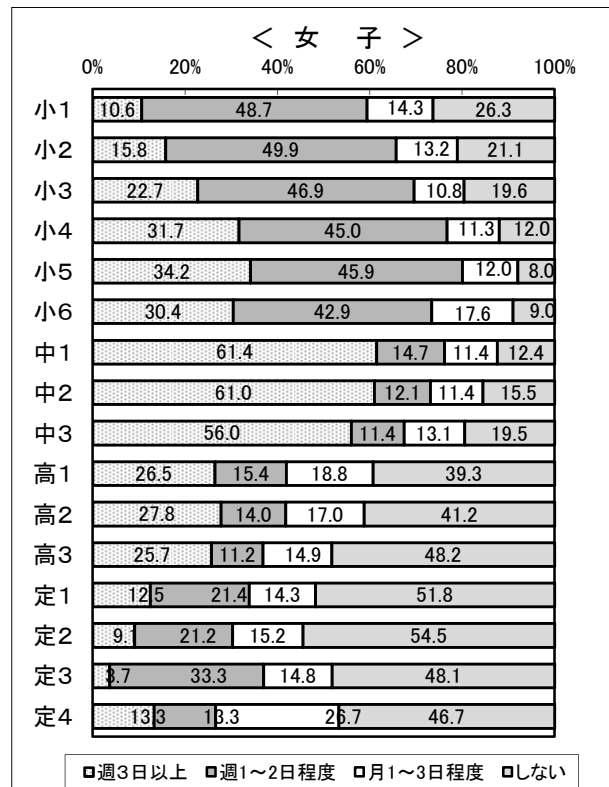 ＜ 女 子 ＞
0% 20% 40% 60% 80% 100%
小1 10.6 48.7 14.3 26.3
小2 15.8 49.9 13.2 21.1
小3 22.7 46.9 10.8 19.6
小4 31.7 45.0 11.3 12.0
小5 34.2 45.9 12.0 8.0
小6 30.4 42.9 17.6 9.0
中1 61.4 14.7 11.4 12.4
中2 61.0 12.1 11.4 15.5
中3 56.0 11.4 13.1 19.5
高1 26.5 15.4 18.8 39.3
高2 27.8 14.0 17.0 41.2
高3 25.7 11.2 14.9 48.2
定1 12.5 21.4 14.3 51.8
定2 9.1 21.2 15.2 54.5
定3 3.7 33.3 14.8 48.1
定4 13.3 13.3 26.7 46.7
週3日以上 週1～2日程度 月1～3日程度 しない